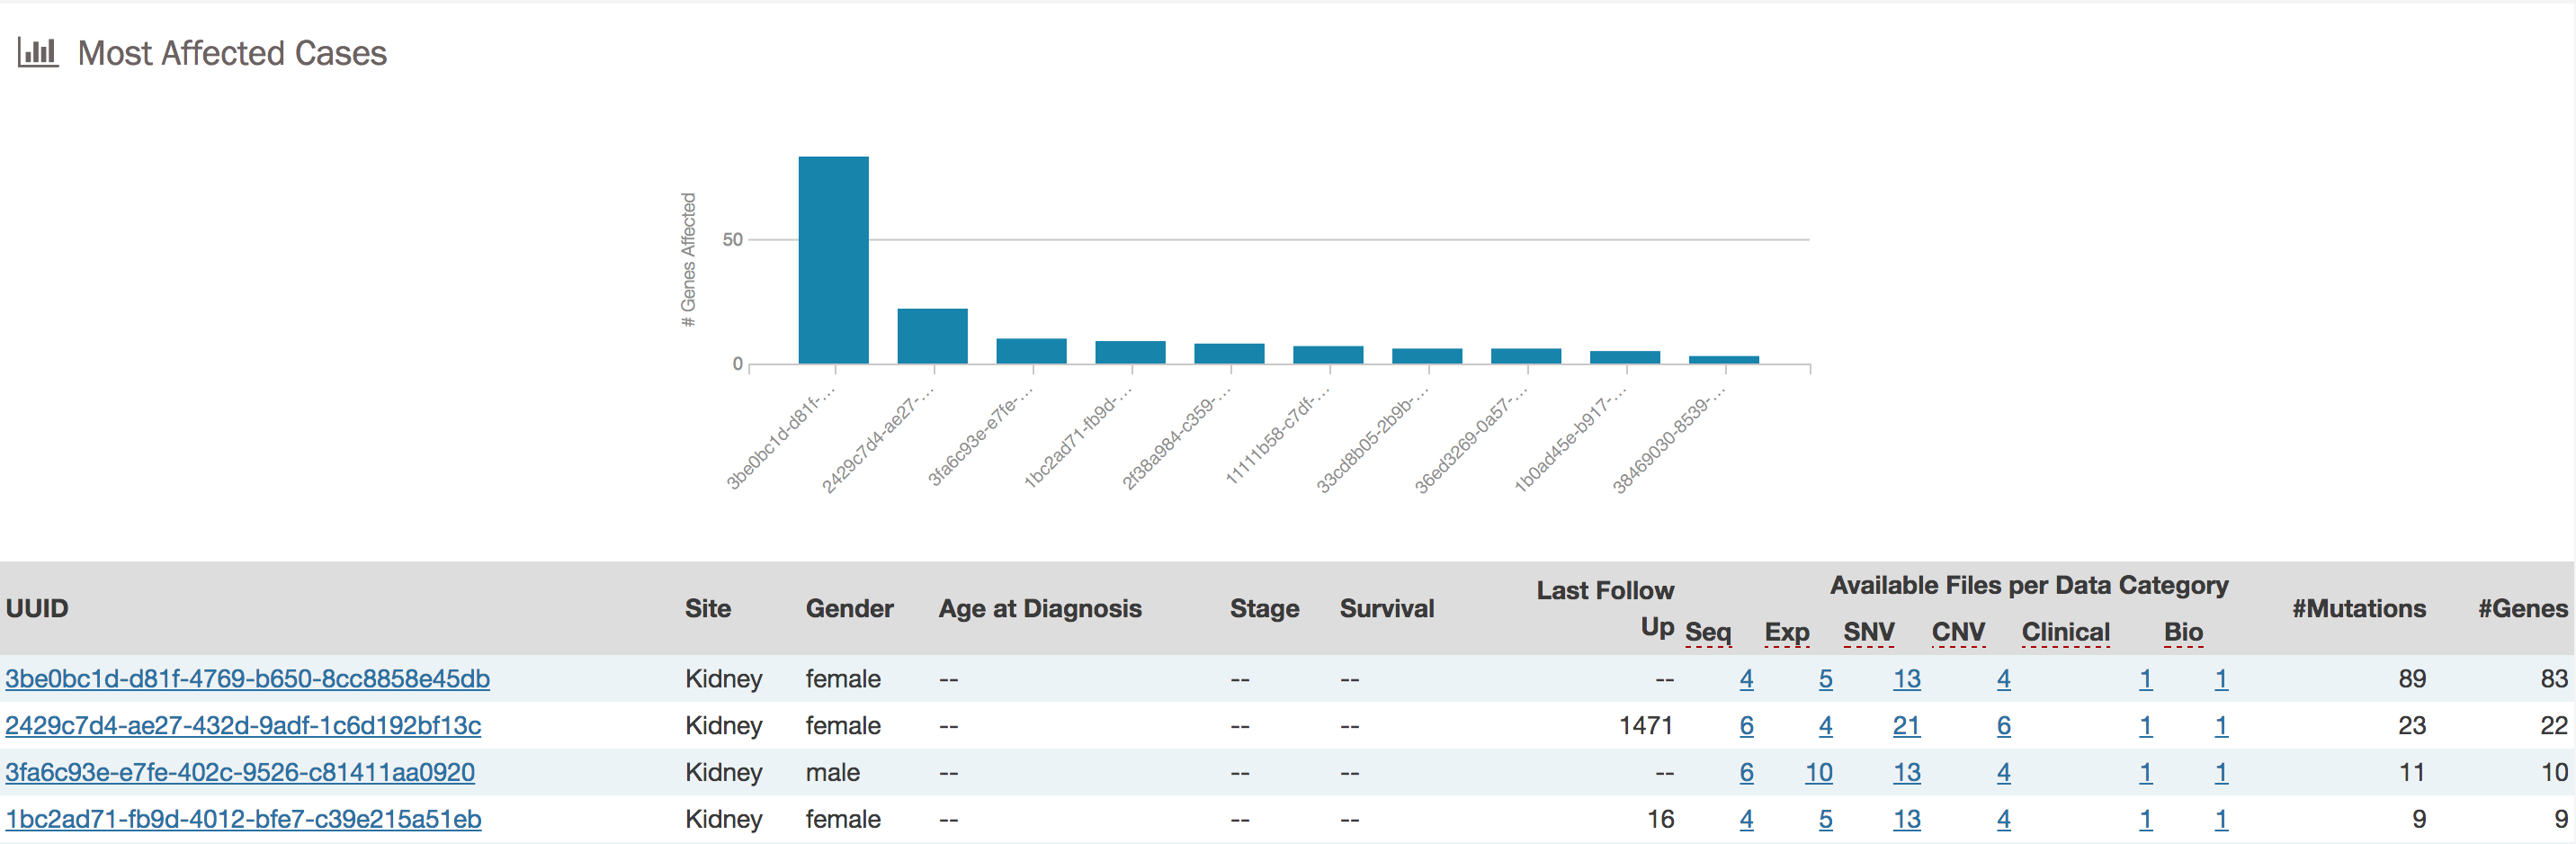 Most Affected Cases
# Genes Affected
50
0
3be0bc1d-d81f-...
2429c7d4-ae27-...
3fa6c93e-e7fe-...
1bc2ad71-fb9d-...
2f38a984-c359-...
11111b58-c7df-...
33cd8b05-2b9b-...
36ed3269-0a57-...
1b0ad45e-b917-...
38469030-8539-...
UUID Site Gender Age at Diagnosis Stage Survival Last Follow Up Available Files per Data Category #Mutations #Genes
Seq Exp SNV CNV Clinical Bio
3be0bc1d-d81f-4769-b650-8cc8858e45db Kidney female -- -- -- -- 4 5 13 4 1 1 89 83
2429c7d4-ae27-432d-9adf-1c6d192bf13c Kidney female -- -- -- 1471 6 4 21 6 1 1 23 22
3fa6c93e-e7fe-402c-9526-c81411aa0920 Kidney male -- -- -- -- 6 10 13 4 1 1 11 10
1bc2ad71-fb9d-4012-bfe7-c39e215a51eb Kidney female -- -- -- 16 4 5 13 4 1 1 9 9